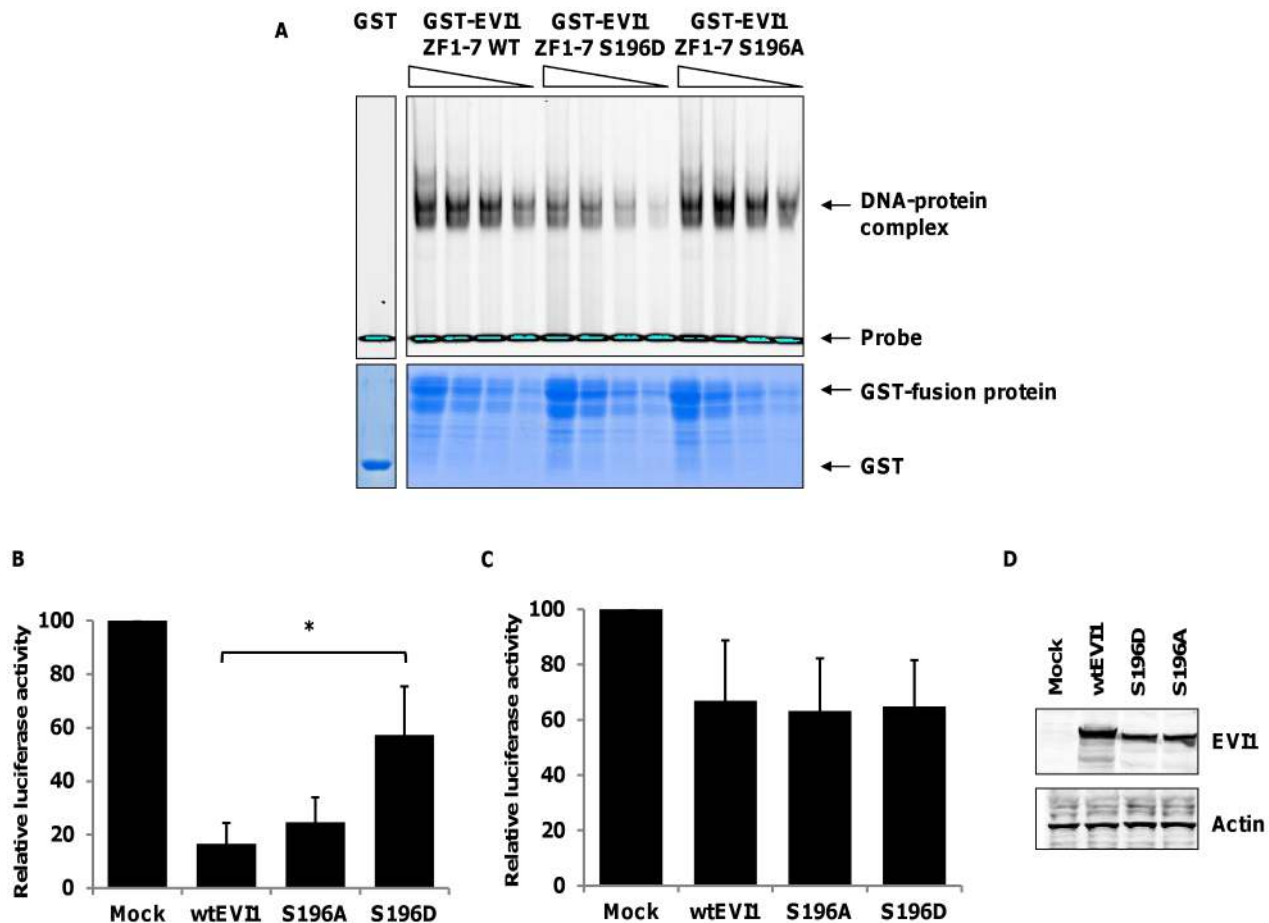 A
GST
GST-EVI1
ZF1-7 WT
GST-EVI1
ZF1-7 S196D
GST-EVI1
ZF1-7 S196A
DNA-protein
complex
Probe
GST-fusion protein
GST
B
Relative luciferase activity
100
80
60
40
20
0
*
Mock
wtEVI1
S196A
S196D
C
Relative luciferase activity
100
80
60
40
20
0
Mock
wtEVI1
S196A
S196D
D
Mock
wtEVI1
S196D
S196A
EVI1
Actin